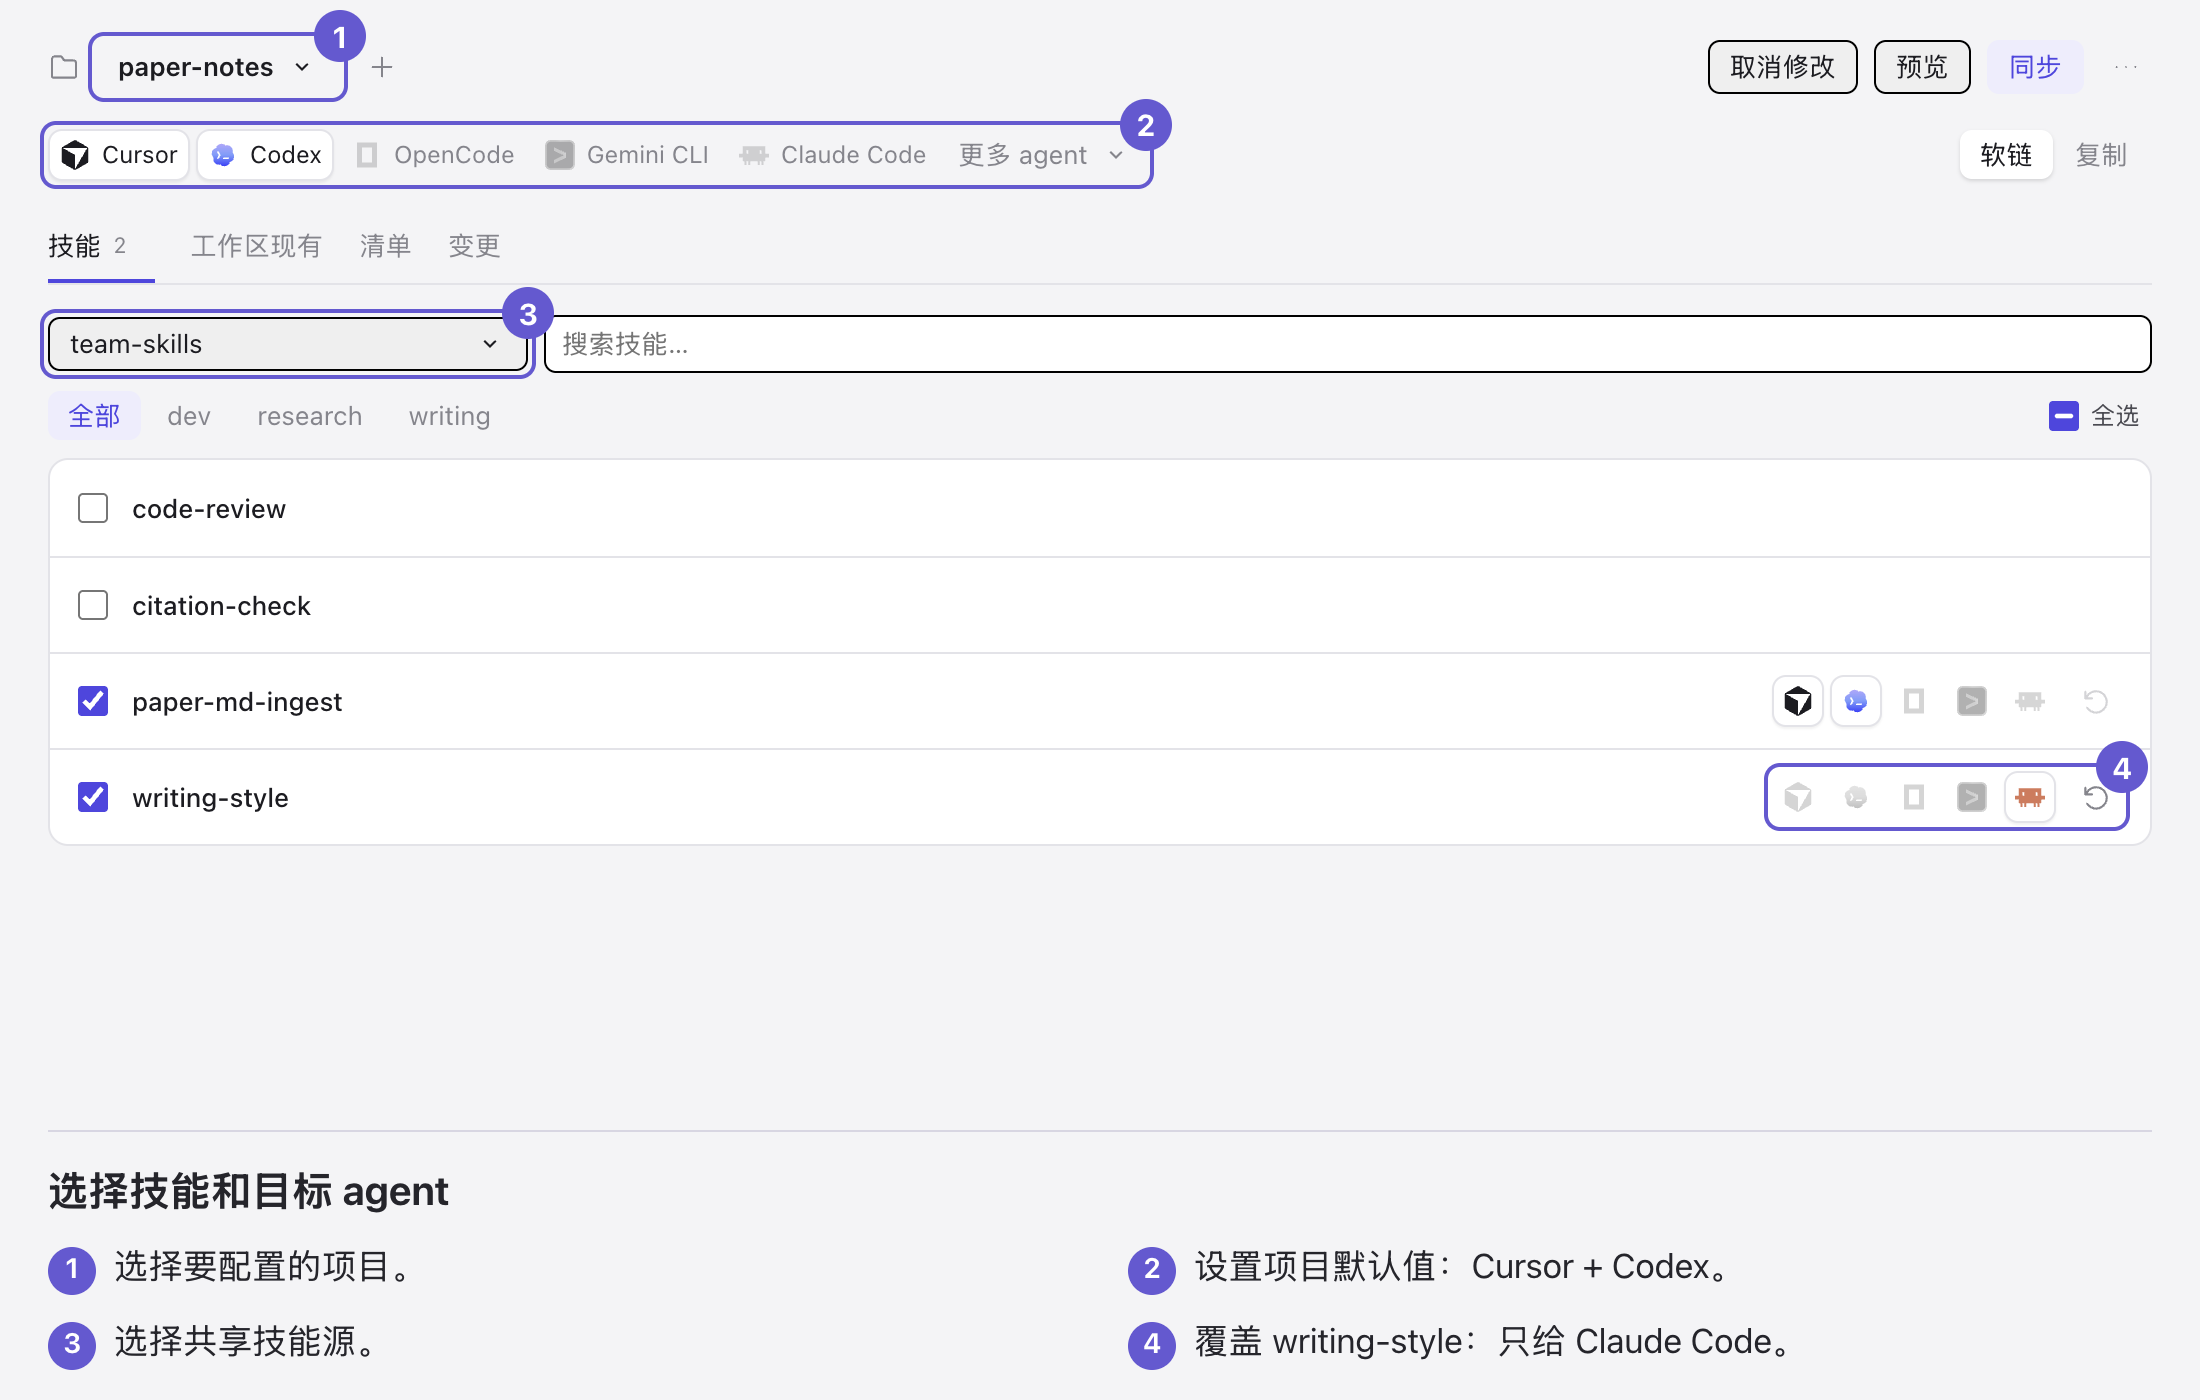 paper-notes
1
取消修改
预览
同步
Cursor
Codex
OpenCode
Gemini CLI
Claude Code
更多 agent
2
软链
复制
技能 2
工作区现有
清单
变更
team-skills
3
搜索技能...
全部
dev
research
writing
全选
code-review
citation-check
paper-md-ingest
writing-style
4
选择技能和目标 agent
1 选择要配置的项目。
2 设置项目默认值：Cursor + Codex。
3 选择共享技能源。
4 覆盖 writing-style：只给 Claude Code。